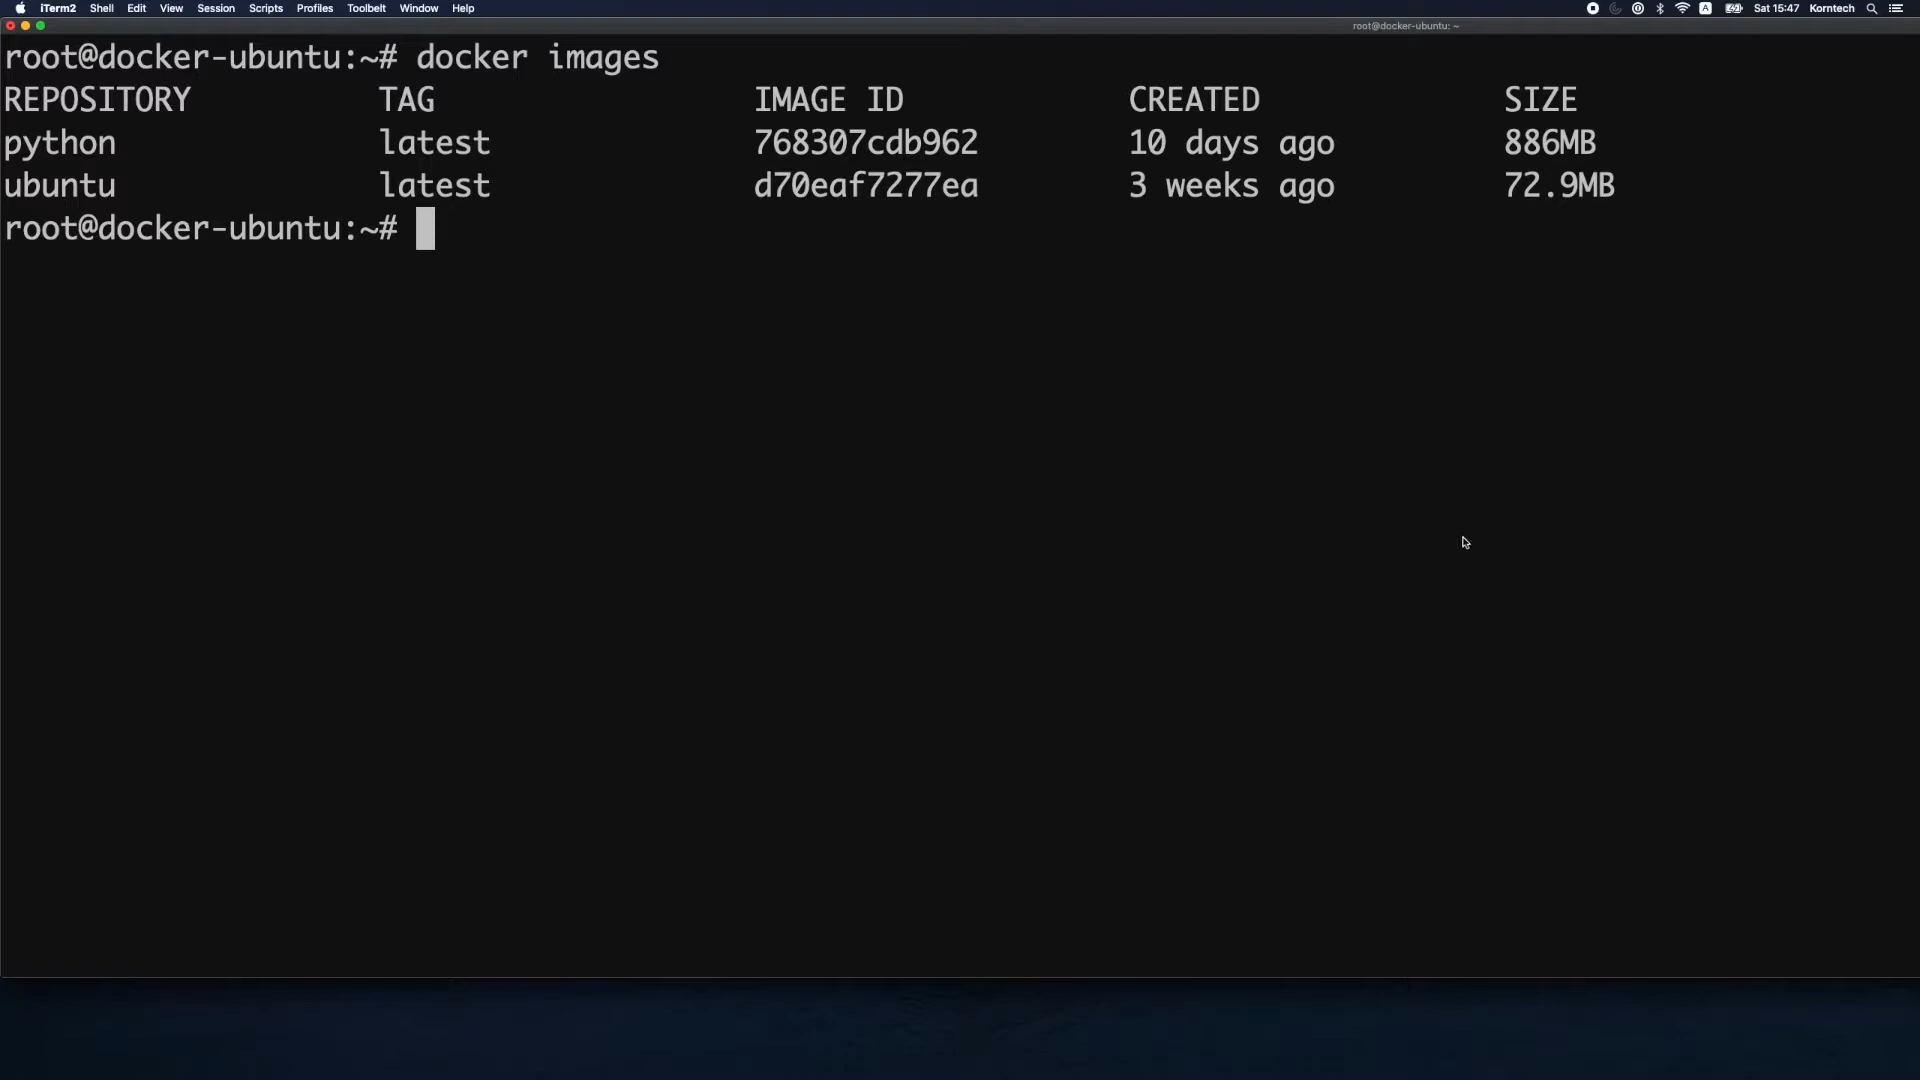 iTerm2 Shell Edit View Session Scripts Profiles Toolbelt Window Help A Sat 15:47 Korntech
root@docker-ubuntu: ~
root@docker-ubuntu:~# docker images
REPOSITORY TAG IMAGE ID CREATED SIZE
python latest 768307cdb962 10 days ago 886MB
ubuntu latest d70eaf7277ea 3 weeks ago 72.9MB
root@docker-ubuntu:~#